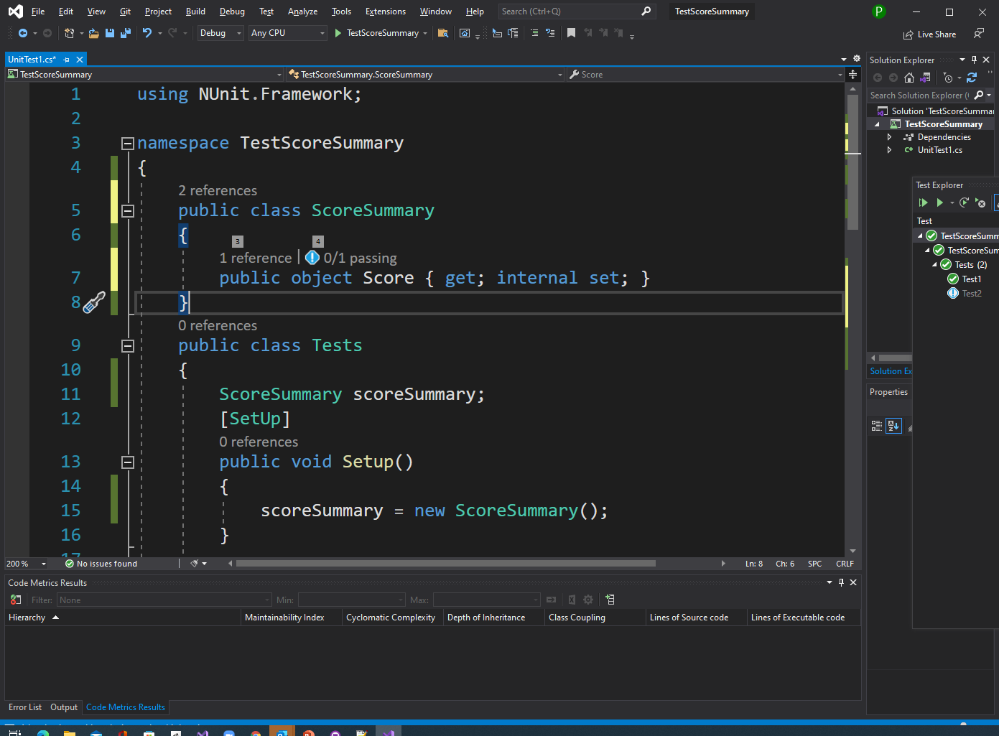 File Edit View Git Project Build Debug Test Analyze Tools Extensions Window Help Search (Ctrl+Q) TestScoreSummary P
Debug Any CPU TestScoreSummary Live Share
UnitTest1.cs*
TestScoreSummary TestScoreSummary.ScoreSummary Score
1 using NUnit.Framework;
2
3 namespace TestScoreSummary
4 {
2 references
5 public class ScoreSummary
6 {
3 4
1 reference | 0/1 passing
7 public object Score { get; internal set; }
8 }
0 references
9 public class Tests
10 {
11 ScoreSummary scoreSummary;
12 [SetUp]
0 references
13 public void Setup()
14 {
15 scoreSummary = new ScoreSummary();
16 }
17
200 % No issues found Ln: 8 Ch: 6 SPC CRLF
Code Metrics Results
Filter: None Min: Max:
Hierarchy Maintainability Index Cyclomatic Complexity Depth of Inheritance Class Coupling Lines of Source code Lines of Executable code
Error List Output Code Metrics Results
Solution Explorer
Search Solution Explorer (
Solution 'TestScoreSummar
TestScoreSummary
Dependencies
C# UnitTest1.cs
Test Explorer
Test
TestScoreSumm
TestScoreSum
Tests (2)
Test1
Test2
Solution Ex
Properties